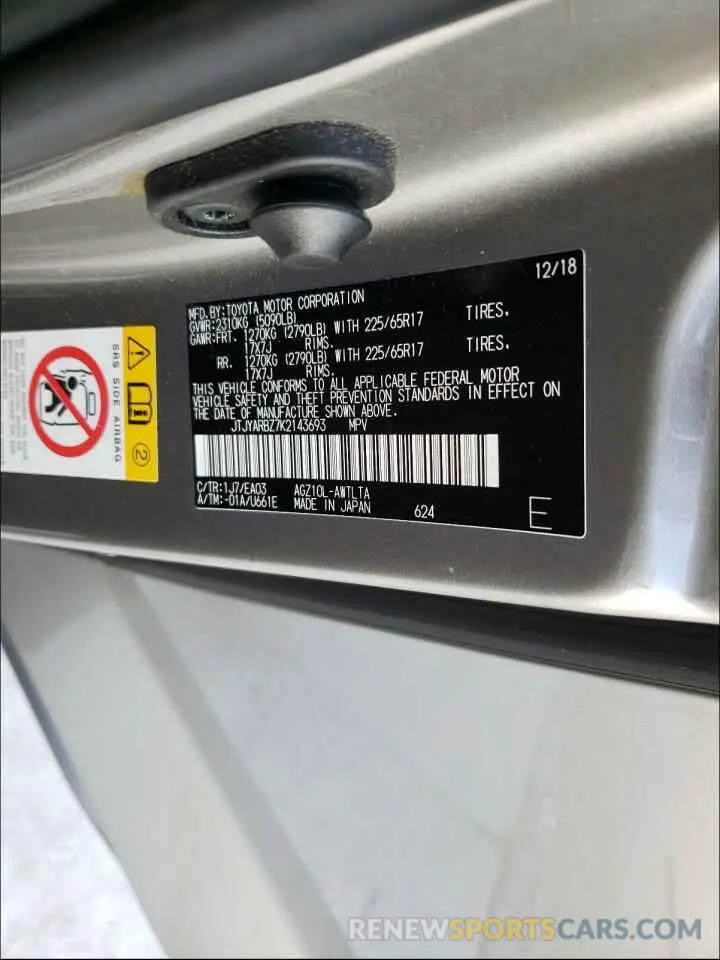 12/18
MFD.BY:TOYOTA MOTOR CORPORATION
GVWR:2310KG (5090LB)
GAWR:FRT. 1270KG (2790LB) WITH 225/65R17 TIRES,
17X7J RIMS.
RR. 1270KG (2790LB) WITH 225/65R17 TIRES,
17X7J RIMS.
THIS VEHICLE CONFORMS TO ALL APPLICABLE FEDERAL MOTOR
VEHICLE SAFETY AND THEFT PREVENTION STANDARDS IN EFFECT ON
THE DATE OF MANUFACTURE SHOWN ABOVE.
JTJYARBZ7K2143693 MPV
C/TR:1J7/EA03 AGZ10L-AWTLTA
A/TM:-01A/U661E MADE IN JAPAN 624
E
SRS SIDE AIRBAG
2
RENEWSPORTSCARS.COM